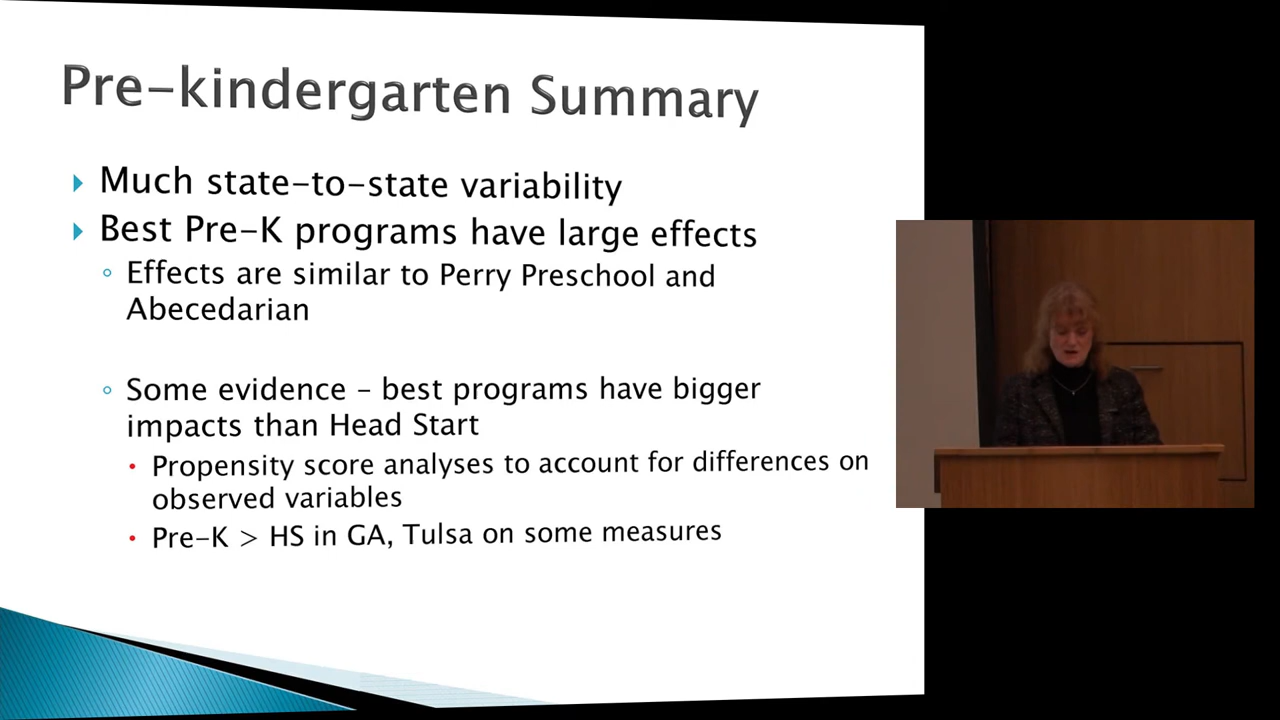 Pre-kindergarten Summary
Much state-to-state variability
Best Pre-K programs have large effects
Effects are similar to Perry Preschool and
Abecedarian
Some evidence – best programs have bigger
impacts than Head Start
Propensity score analyses to account for differences on
observed variables
Pre-K > HS in GA, Tulsa on some measures